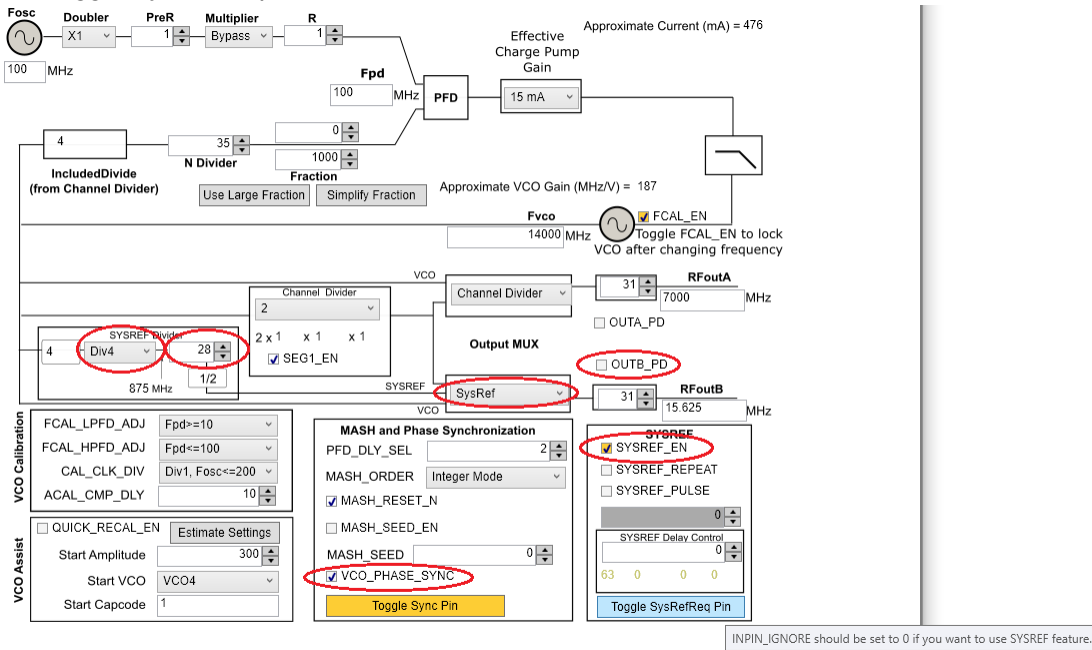 Fosc
Doubler
PreR
Multiplier
R
X1
1
Bypass
1
100
MHz
Approximate Current (mA) = 476
Effective
Charge Pump
Gain
Fpd
100
MHz
PFD
15 mA
4
IncludedDivide
(from Channel Divider)
35
N Divider
0
1000
Fraction
Use Large Fraction
Simplify Fraction
Approximate VCO Gain (MHz/V) = 187
Fvco
14000 MHz
FCAL_EN
Toggle FCAL_EN to lock
VCO after changing frequency
VCO
Channel Divider
2
2 x 1 x 1 x 1
SEG1_EN
Channel Divider
31
RFoutA
7000
MHz
OUTA_PD
Output MUX
SYSREF Divider
4
Div4
28
875 MHz
1/2
SYSREF
SysRef
VCO
OUTB_PD
31
RFoutB
15.625
MHz
VCO Calibration
FCAL_LPFD_ADJ Fpd>=10
FCAL_HPFD_ADJ Fpd<=100
CAL_CLK_DIV Div1, Fosc<=200
ACAL_CMP_DLY 10
VCO Assist
QUICK_RECAL_EN
Estimate Settings
Start Amplitude 300
Start VCO VCO4
Start Capcode 1
MASH and Phase Synchronization
PFD_DLY_SEL 2
MASH_ORDER Integer Mode
MASH_RESET_N
MASH_SEED_EN
MASH_SEED 0
VCO_PHASE_SYNC
Toggle Sync Pin
SYSREF
SYSREF_EN
SYSREF_REPEAT
SYSREF_PULSE
0
SYSREF Delay Control
0
63 0 0 0
Toggle SysRefReq Pin
INPIN_IGNORE should be set to 0 if you want to use SYSREF feature.